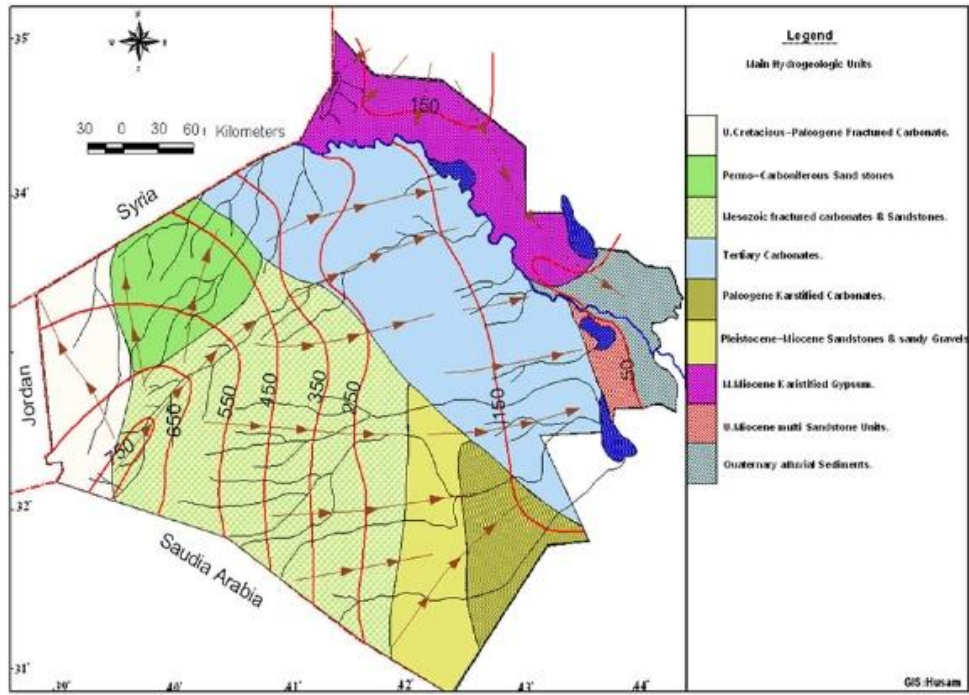 35'
34'
32'
31'
39'
40'
41'
42'
43'
44'
30 0 30 60 Kilometers
Syria
Jordan
Saudia Arabia
150
750
650
550
450
350
250
150
50
Legend
Main Hydrogeologic Units
U.Cretacious-Paleogene Fractured Carbonate.
Permo-Carboniferous Sand stones
Mesozoic fractured carbonates & Sandstones.
Tertiary Carbonates.
Paleogene Karstified Carbonates.
Pleistocene-Miocene Sandstones & sandy Gravels
M.Miocene Karistified Gypsum.
U.Miocene multi Sandstone Units.
Quaternary alluvial Sediments.
GIS:Husam